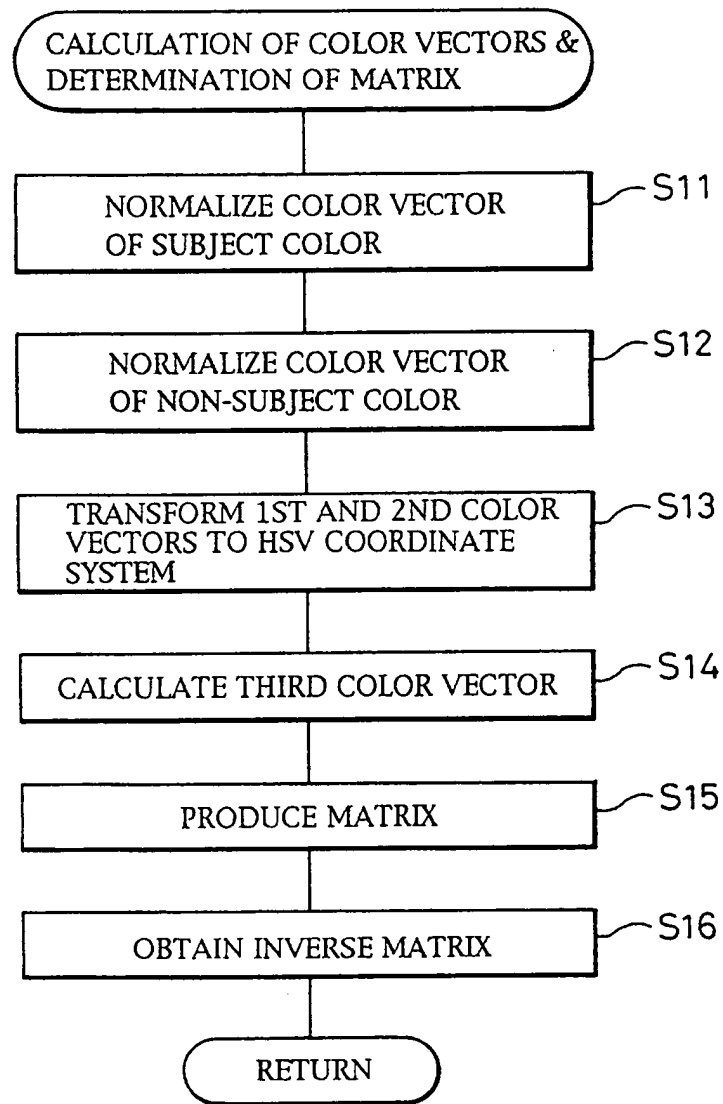 CALCULATION OF COLOR VECTORS &
DETERMINATION OF MATRIX
NORMALIZE COLOR VECTOR
OF SUBJECT COLOR
S11
NORMALIZE COLOR VECTOR
OF NON-SUBJECT COLOR
S12
TRANSFORM 1ST AND 2ND COLOR
VECTORS TO HSV COORDINATE
SYSTEM
S13
CALCULATE THIRD COLOR VECTOR
S14
PRODUCE MATRIX
S15
OBTAIN INVERSE MATRIX
S16
RETURN